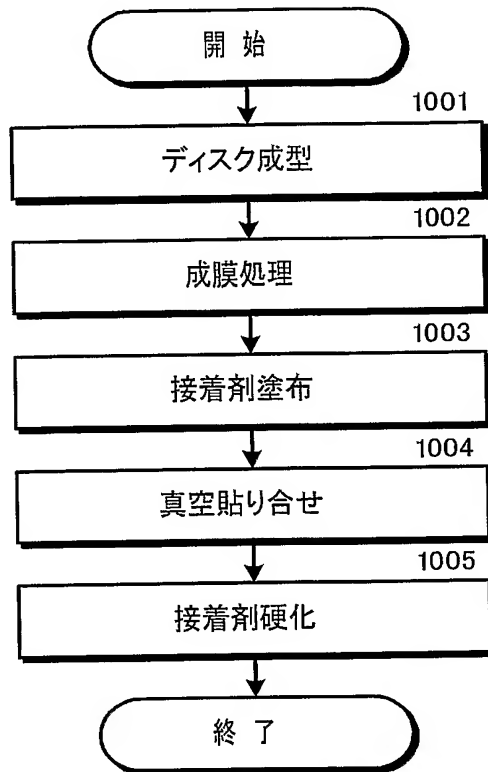 開 始
1001
ディスク成型
1002
成膜処理
1003
接着剤塗布
1004
真空貼り合せ
1005
接着剤硬化
終 了